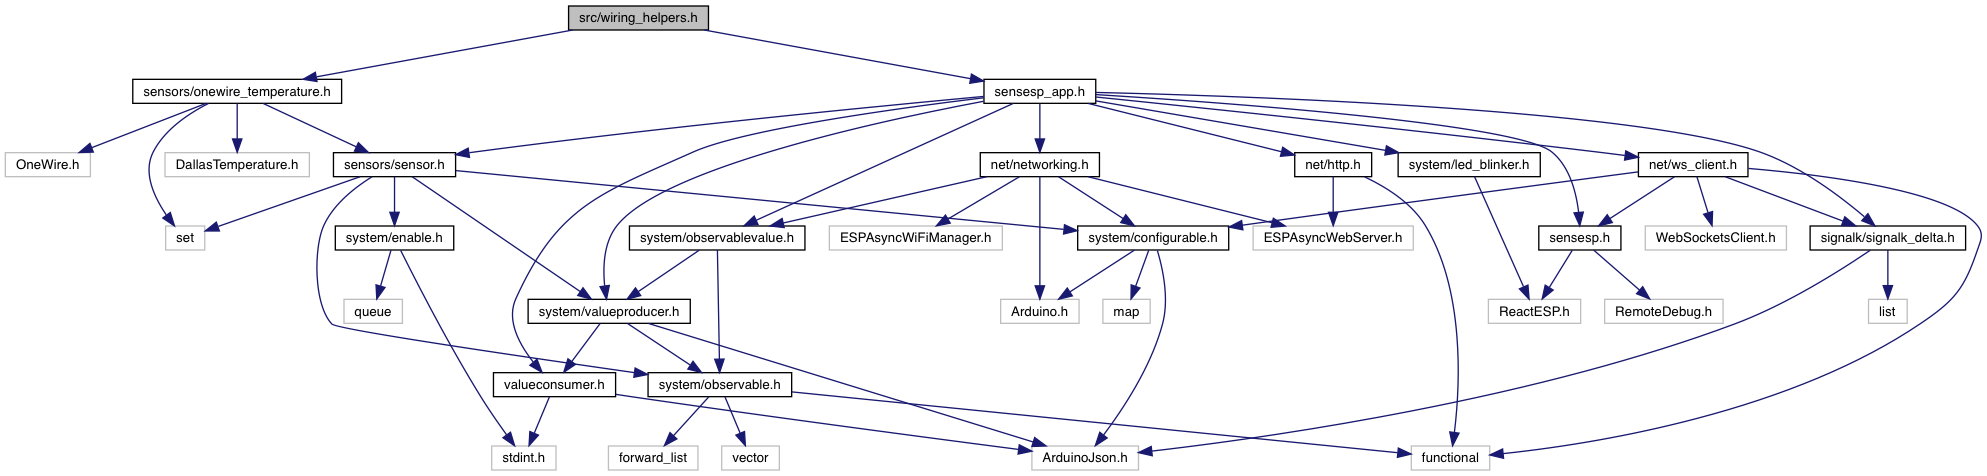 src/wiring_helpers.h
sensors/onewire_temperature.h
sensesp_app.h
OneWire.h
DallasTemperature.h
sensors/sensor.h
net/networking.h
net/http.h
system/led_blinker.h
net/ws_client.h
set
system/enable.h
system/observablevalue.h
ESPAsyncWiFiManager.h
system/configurable.h
ESPAsyncWebServer.h
sensesp.h
WebSocketsClient.h
signalk/signalk_delta.h
queue
system/valueproducer.h
Arduino.h
map
ReactESP.h
RemoteDebug.h
list
valueconsumer.h
system/observable.h
stdint.h
forward_list
vector
ArduinoJson.h
functional